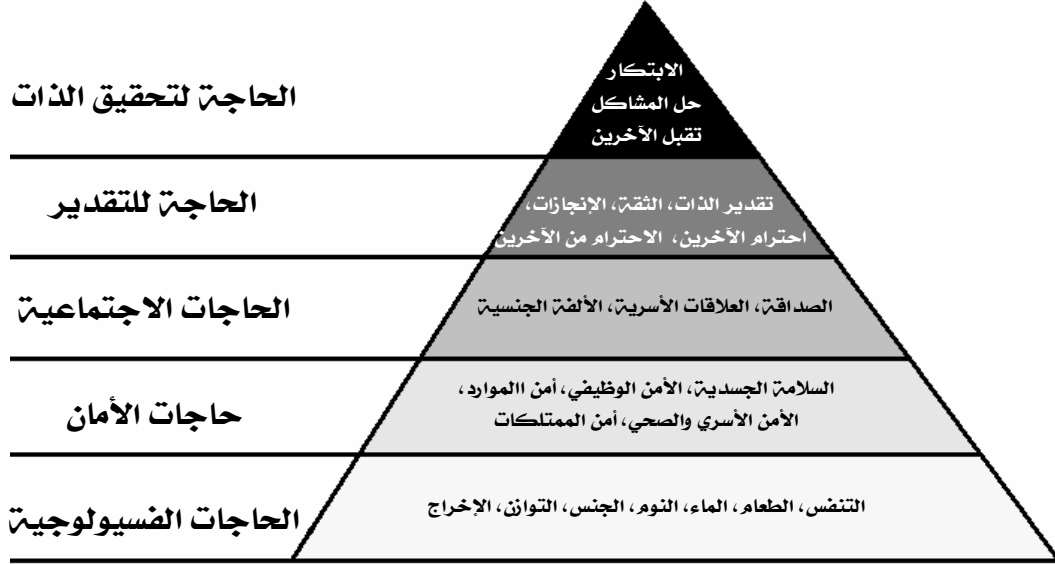 الحاجة لتحقيق الذات
الابتكار
حل المشاكل
تقبل الآخرين
الحاجة للتقدير
تقدير الذات، الثقة، الإنجازات،
احترام الآخرين، الاحترام من الآخرين
الحاجات الاجتماعية
الصداقة، العلاقات الأسرية، الألفة الجنسية
حاجات الأمان
السلامة الجسدية، الأمن الوظيفي، أمن االموارد،
الأمن الأسري والصحي، أمن الممتلكات
الحاجات الفسيولوجية
التنفس، الطعام، الماء، النوم، الجنس، التوازن، الإخراج